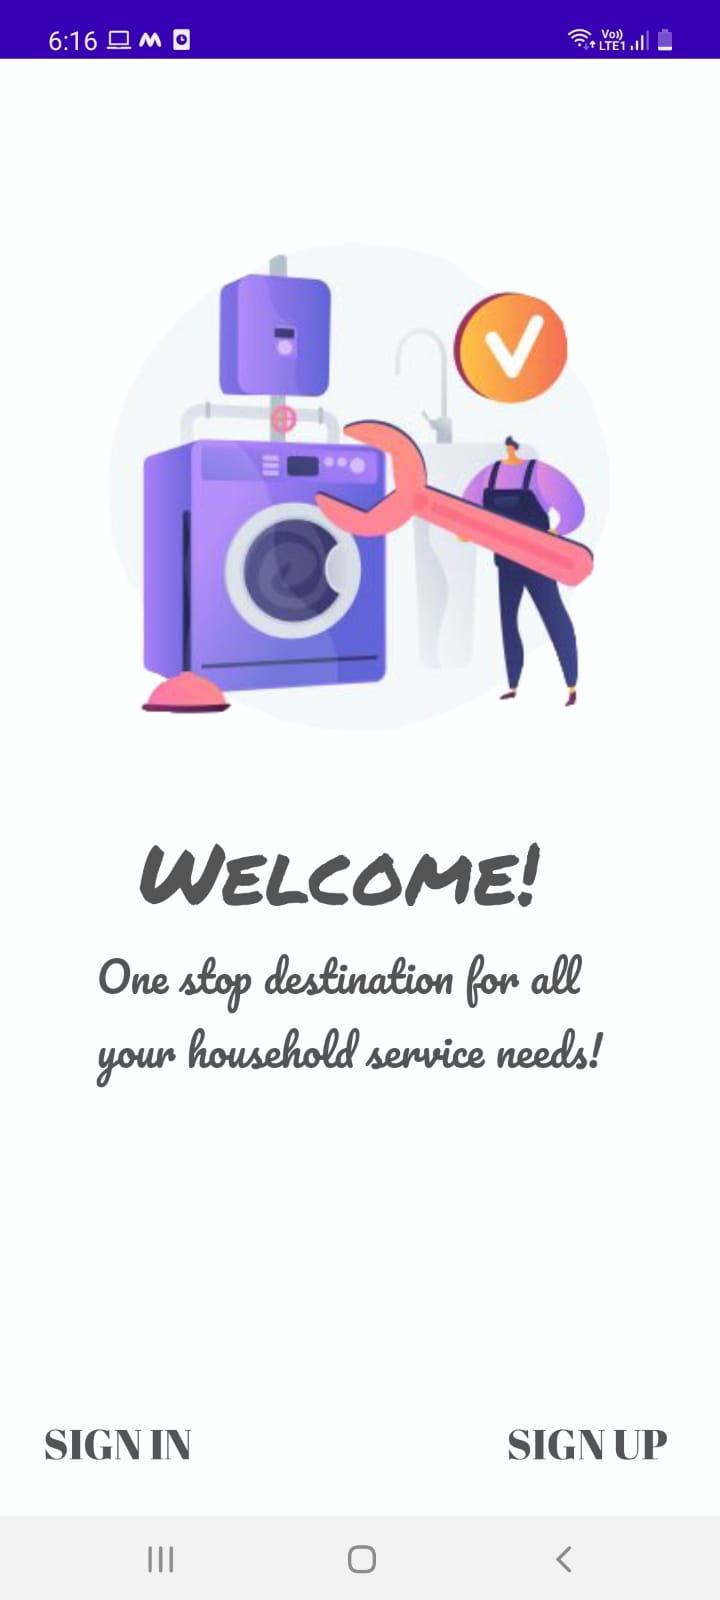 6:16 Vo)) LTE1
WELCOME!
One stop destination for all
your household service needs!
SIGN IN SIGN UP